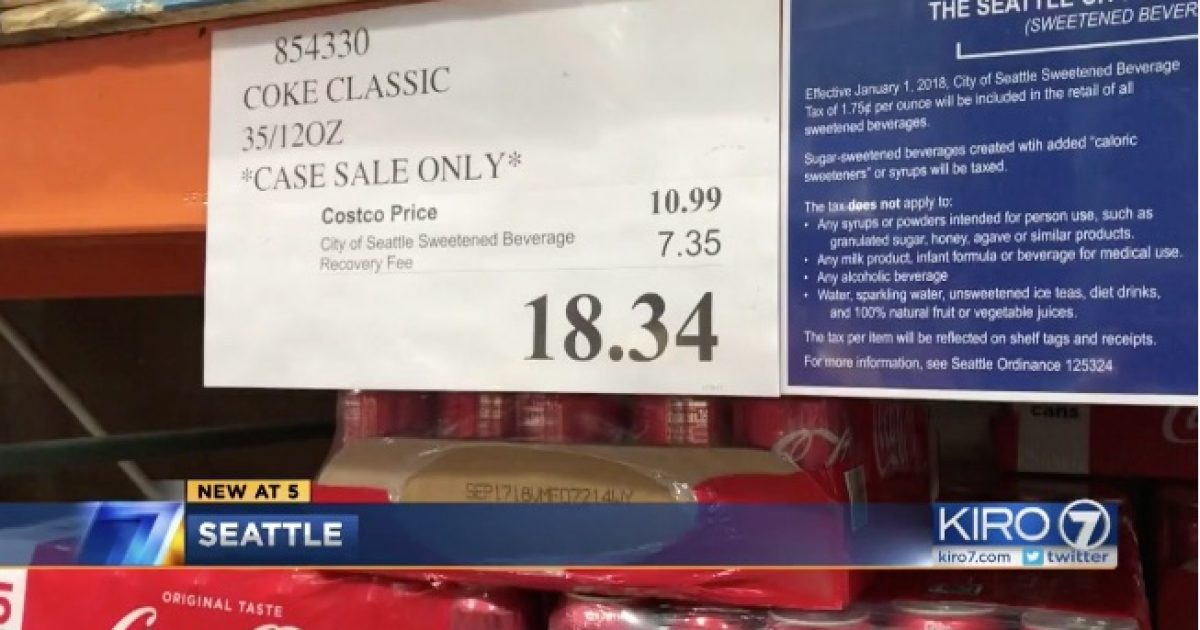 854330
COKE CLASSIC
35/12OZ
*CASE SALE ONLY*
Costco Price 10.99
City of Seattle Sweetened Beverage
Recovery Fee 7.35
18.34
THE SEATTLE
(SWEETENED BEVER
Effective January 1, 2018, City of Seattle Sweetened Beverage
Tax of 1.75¢ per ounce will be included in the retail of all
sweetened beverages.
Sugar-sweetened beverages created wtih added "caloric
sweeteners" or syrups will be taxed.
The tax does not apply to:
• Any syrups or powders intended for person use, such as
granulated sugar, honey, agave or similar products.
• Any milk product, infant formula or beverage for medical use.
• Any alcoholic beverage
• Water, sparkling water, unsweetened ice teas, diet drinks,
and 100% natural fruit or vegetable juices.
The tax per item will be reflected on shelf tags and receipts.
For more information, see Seattle Ordinance 125324
cans
NEW AT 5
7
SEATTLE
KIRO 7
kiro7.com twitter
ORIGINAL TASTE